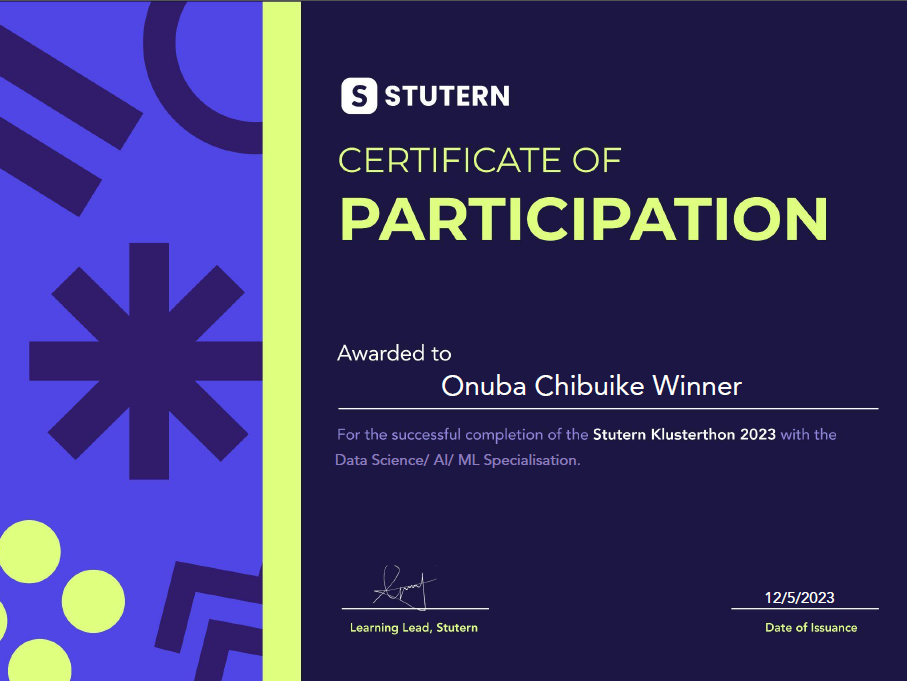 S STUTERN
CERTIFICATE OF
PARTICIPATION
Awarded to
Onuba Chibuike Winner
For the successful completion of the Stutern Klusterthon 2023 with the
Data Science/ AI/ ML Specialisation.
12/5/2023
Learning Lead, Stutern
Date of Issuance